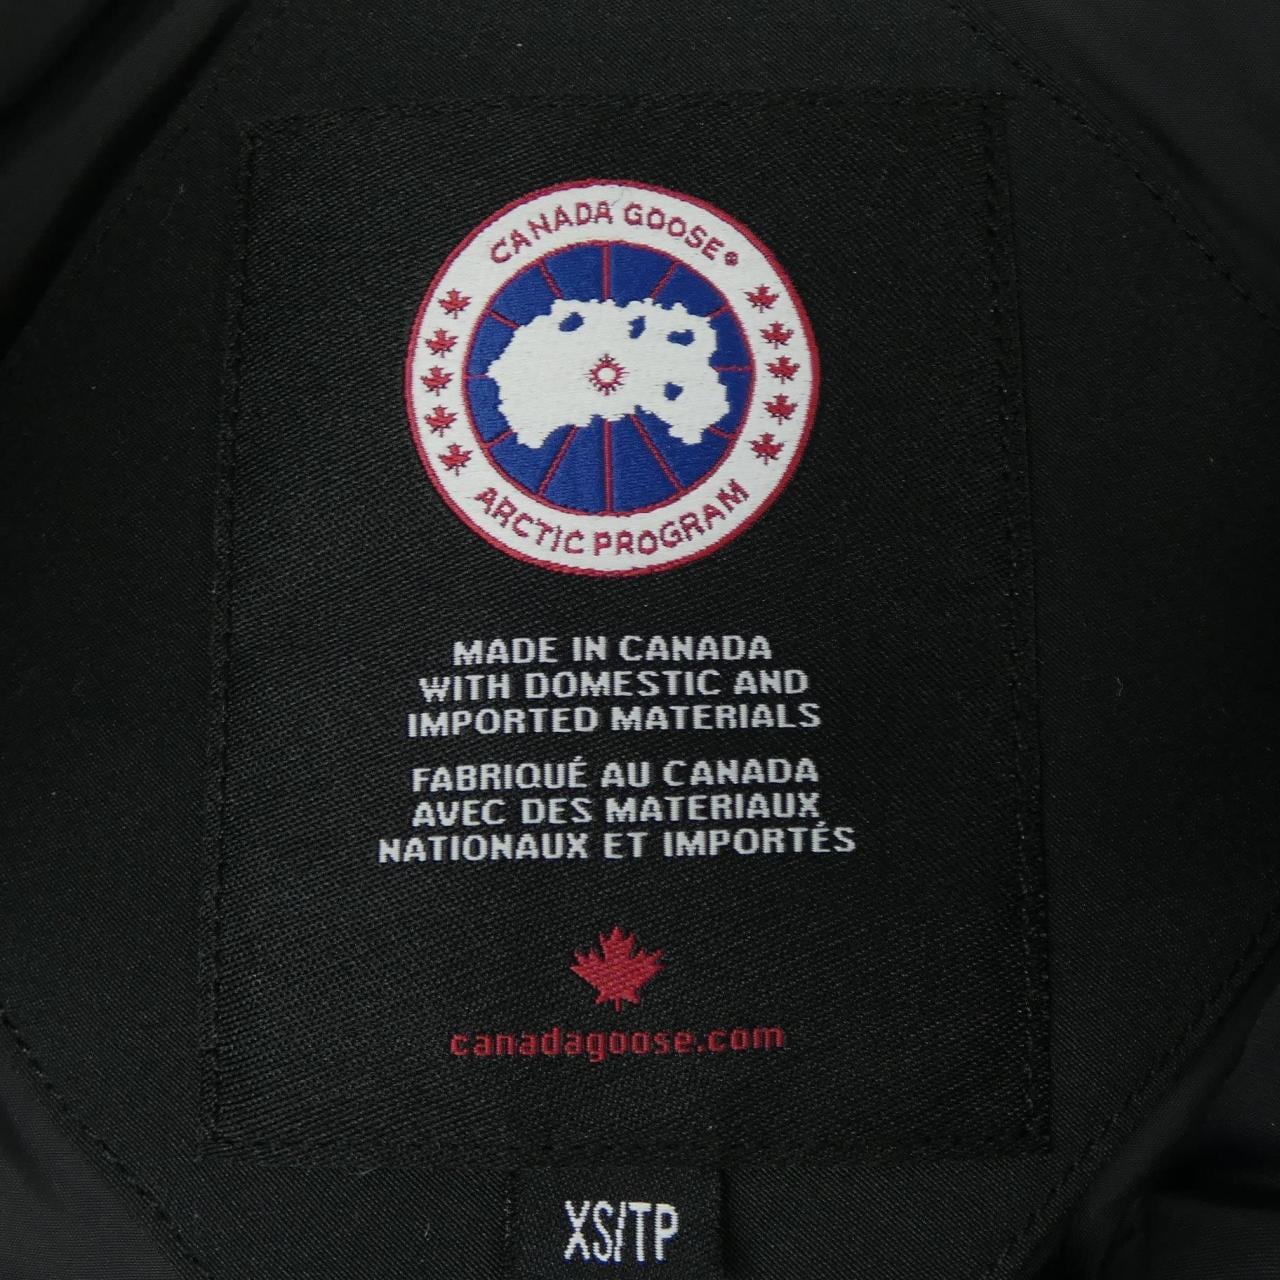 CANADA GOOSE®
ARCTIC PROGRAM
MADE IN CANADA
WITH DOMESTIC AND
IMPORTED MATERIALS
FABRIQUÉ AU CANADA
AVEC DES MATERIAUX
NATIONAUX ET IMPORTÉS
canadagoose.com
XS/TP